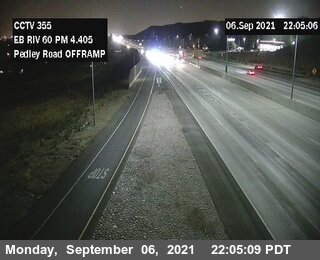 CCTV 355
EB RIV 60 PM 4.405
Pedley Road OFFRAMP
06.Sep 2021 22:05:06
STOP
Monday, September 06, 2021 22:05:09 PDT